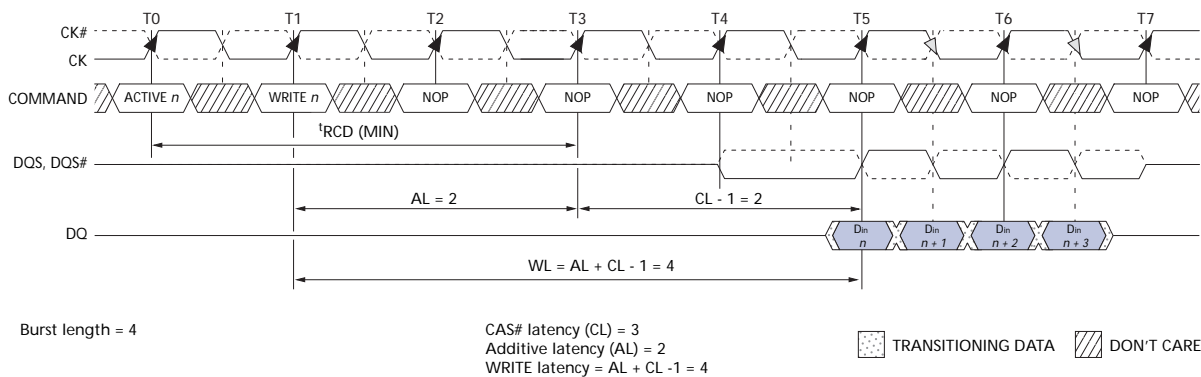 T0 T1 T2 T3 T4 T5 T6 T7
CK#
CK
COMMAND ACTIVE n WRITE n NOP NOP NOP NOP NOP NOP
tRCD (MIN)
DQS, DQS#
AL = 2 CL - 1 = 2
DQ Din n Din n + 1 Din n + 2 Din n + 3
WL = AL + CL - 1 = 4
Burst length = 4
CAS# latency (CL) = 3
Additive latency (AL) = 2
WRITE latency = AL + CL -1 = 4
TRANSITIONING DATA DON'T CARE